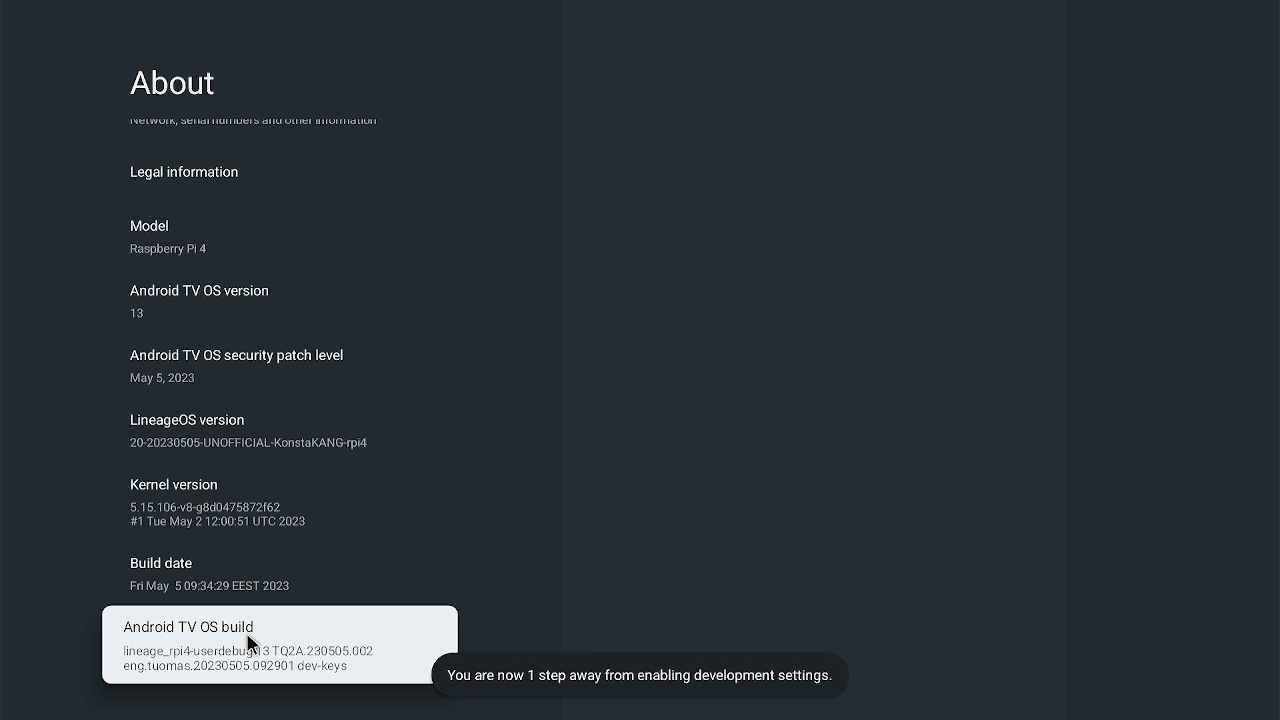 About
Network, serial numbers and other information
Legal information
Model
Raspberry Pi 4
Android TV OS version
13
Android TV OS security patch level
May 5, 2023
LineageOS version
20-20230505-UNOFFICIAL-KonstaKANG-rpi4
Kernel version
5.15.106-v8-g8d0475872f62
#1 Tue May 2 12:00:51 UTC 2023
Build date
Fri May  5 09:34:29 EEST 2023
Android TV OS build
lineage_rpi4-userdebug 13 TQ2A.230505.002
eng.tuomas.20230505.092901 dev-keys
You are now 1 step away from enabling development settings.